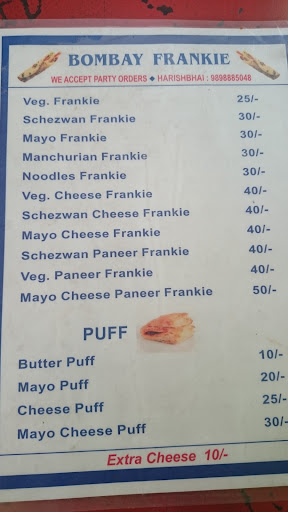 BOMBAY FRANKIE
WE ACCEPT PARTY ORDERS ◆ HARISHBHAI : 9898885048
Veg. Frankie 25/-
Schezwan Frankie 30/-
Mayo Frankie 30/-
Manchurian Frankie 30/-
Noodles Frankie 30/-
Veg. Cheese Frankie 40/-
Schezwan Cheese Frankie 40/-
Mayo Cheese Frankie 40/-
Schezwan Paneer Frankie 40/-
Veg. Paneer Frankie 40/-
Mayo Cheese Paneer Frankie 50/-
PUFF
Butter Puff 10/-
Mayo Puff 20/-
Cheese Puff 25/-
Mayo Cheese Puff 30/-
Extra Cheese 10/-